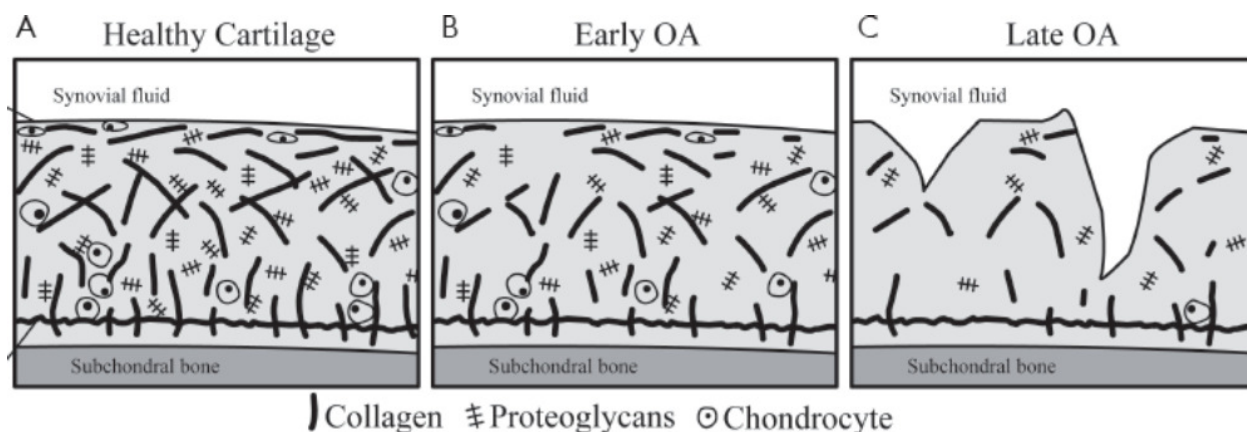 A Healthy Cartilage
B Early OA
C Late OA
Synovial fluid
Synovial fluid
Synovial fluid
Subchondral bone
Subchondral bone
Subchondral bone
Collagen Proteoglycans Chondrocyte